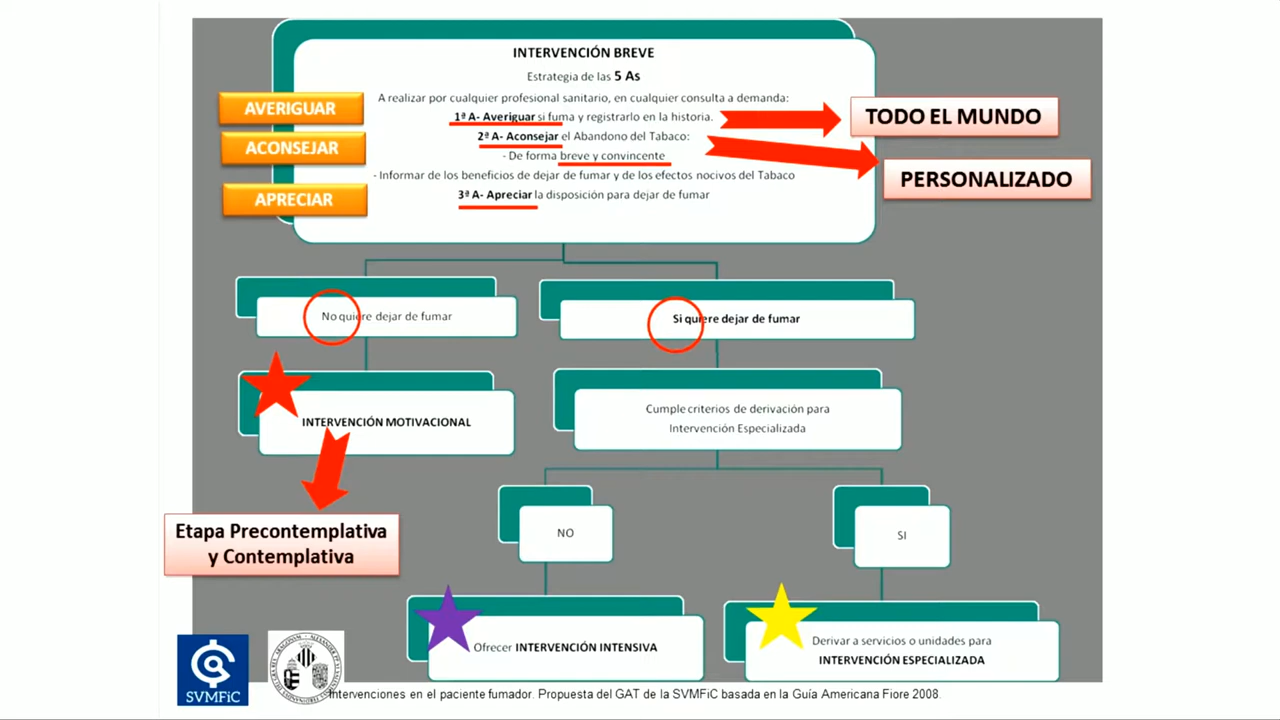 INTERVENCIÓN BREVE
Estrategia de las 5 As
A realizar por cualquier profesional sanitario, en cualquier consulta a demanda:
1ª A- Averiguar si fuma y registrarlo en la historia.
2ª A- Aconsejar el Abandono del Tabaco:
- De forma breve y convincente
- Informar de los beneficios de dejar de fumar y de los efectos nocivos del Tabaco
3ª A- Apreciar la disposición para dejar de fumar
AVERIGUAR
ACONSEJAR
APRECIAR
TODO EL MUNDO
PERSONALIZADO
No quiere dejar de fumar
Si quiere dejar de fumar
INTERVENCIÓN MOTIVACIONAL
Cumple criterios de derivación para
Intervención Especializada
Etapa Precontemplativa
y Contemplativa
NO
SI
Ofrecer INTERVENCIÓN INTENSIVA
Derivar a servicios o unidades para
INTERVENCIÓN ESPECIALIZADA
SVMFiC
Intervenciones en el paciente fumador. Propuesta del GAT de la SVMFiC basada en la Guía Americana Fiore 2008.